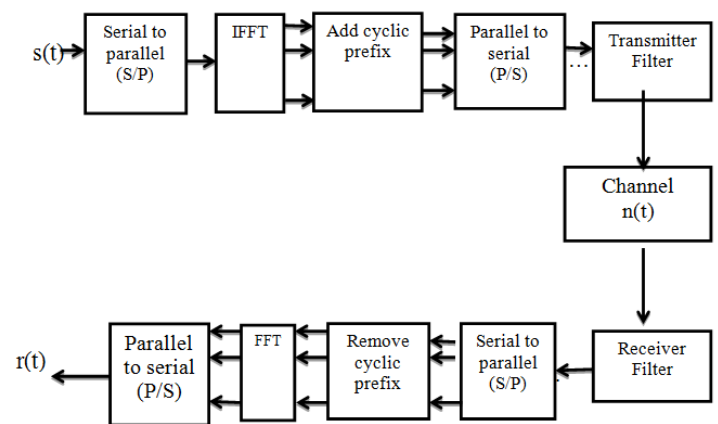 s(t)
Serial to
parallel
(S/P)
IFFT
Add cyclic
prefix
Parallel to
serial
(P/S)
...
Transmitter
Filter
Channel
n(t)
Receiver
Filter
Serial to
parallel
(S/P)
.
Remove
cyclic
prefix
FFT
Parallel
to serial
(P/S)
r(t)